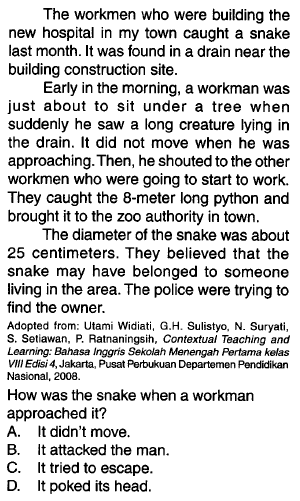 The workmen who were building the
new hospital in my town caught a snake
last month. It was found in a drain near the
building construction site.
Early in the morning, a workman was
just about to sit under a tree when
suddenly he saw a long creature lying in
the drain. It did not move when he was
approaching. Then, he shouted to the other
workmen who were going to start to work.
They caught the 8-meter long python and
brought it to the zoo authority in town.
The diameter of the snake was about
25 centimeters. They believed that the
snake may have belonged to someone
living in the area. The police were trying to
find the owner.
Adopted from: Utami Widiati, G.H. Sulistyo, N. Suryati,
S. Setiawan, P. Ratnaningsih, Contextual Teaching and
Learning: Bahasa Inggris Sekolah Menengah Pertama kelas
VIII Edisi 4, Jakarta, Pusat Perbukuan Departemen Pendidikan
Nasional, 2008.
How was the snake when a workman
approached it?
A. It didn't move.
B. It attacked the man.
C. It tried to escape.
D. It poked its head.